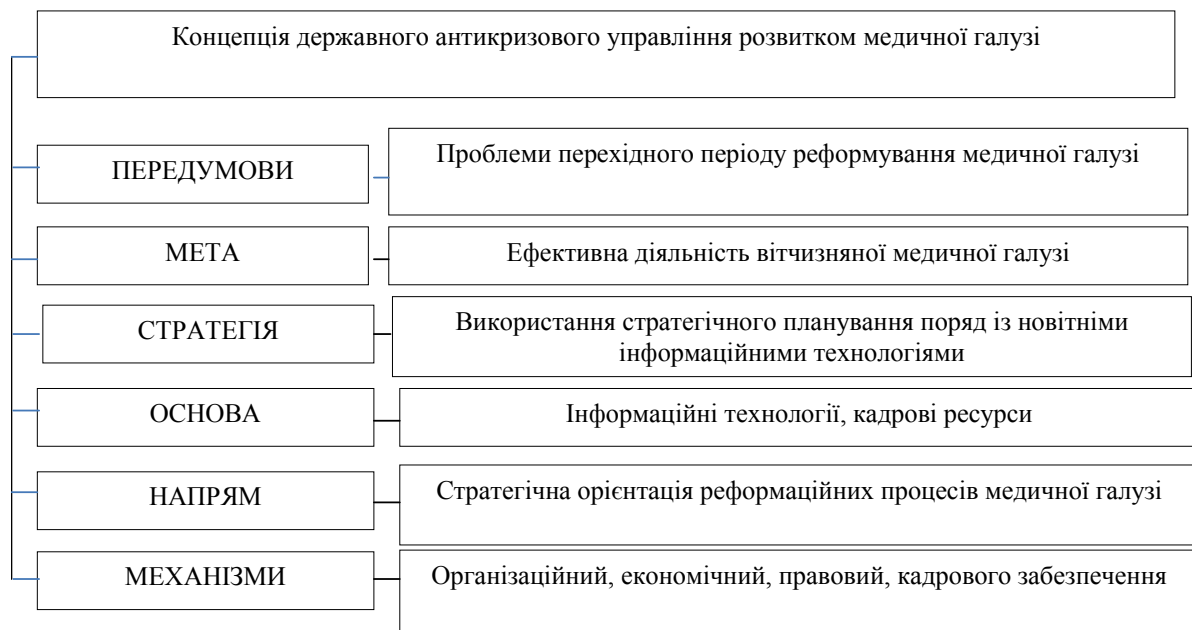 Концепція державного антикризового управління розвитком медичної галузі
ПЕРЕДУМОВИ
Проблеми перехідного періоду реформування медичної галузі
МЕТА
Ефективна діяльність вітчизняної медичної галузі
СТРАТЕГІЯ
Використання стратегічного планування поряд із новітніми
інформаційними технологіями
ОСНОВА
Інформаційні технології, кадрові ресурси
НАПРЯМ
Стратегічна орієнтація реформаційних процесів медичної галузі
МЕХАНІЗМИ
Організаційний, економічний, правовий, кадрового забезпечення